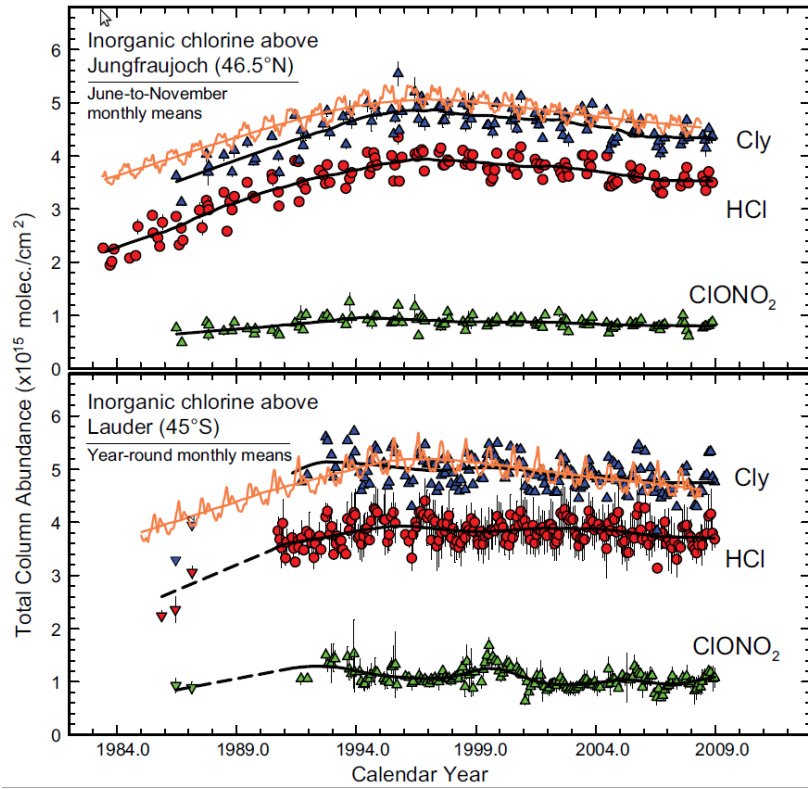 Inorganic chlorine above
Jungfraujoch (46.5°N)
June-to-November
monthly means
6
5
4
3
2
1
0
Cly
HCl
ClONO2
Inorganic chlorine above
Lauder (45°S)
Year-round monthly means
6
5
4
3
2
1
0
Cly
HCl
ClONO2
Total Column Abundance (x10^15 molec./cm^2)
1984.0 1989.0 1994.0 1999.0 2004.0 2009.0
Calendar Year